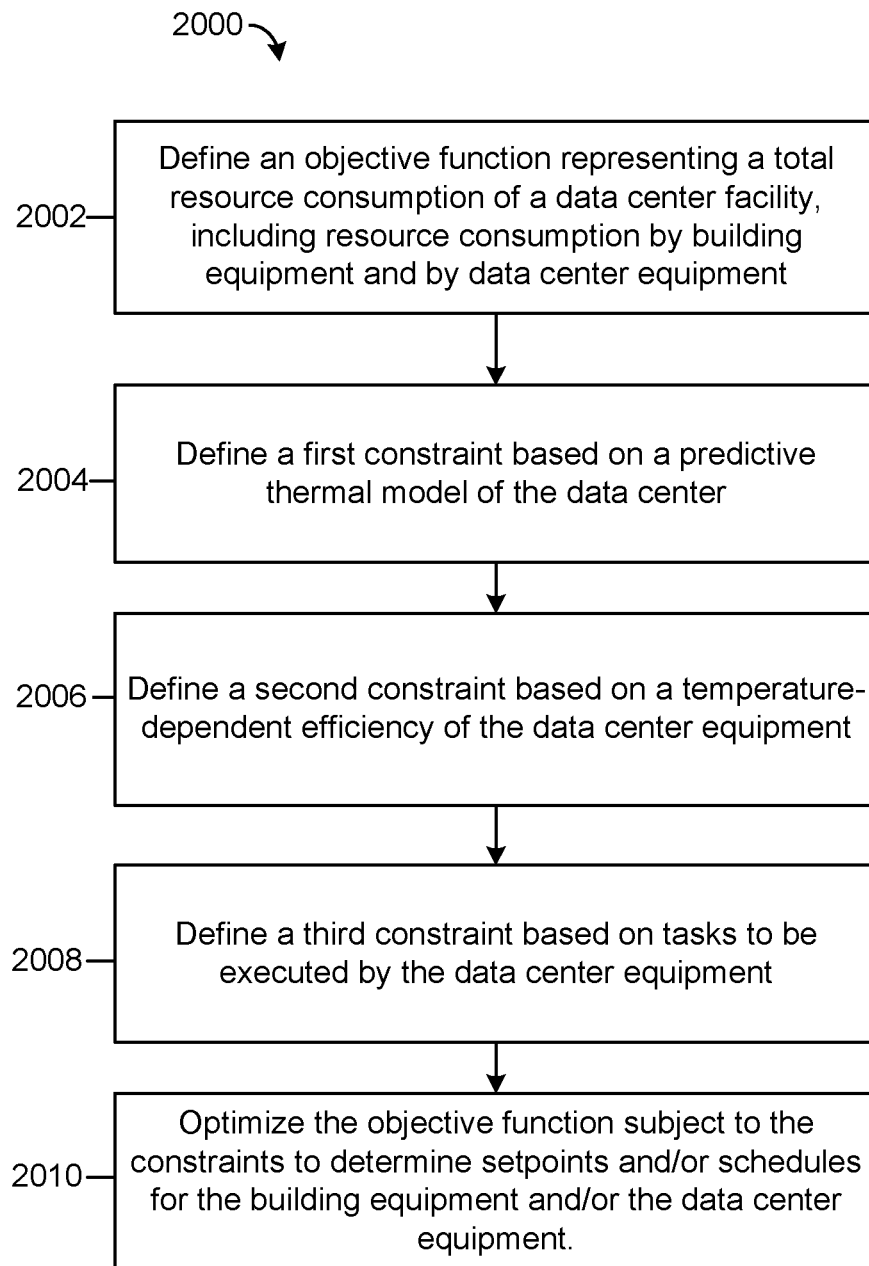 2000
Define an objective function representing a total
resource consumption of a data center facility,
including resource consumption by building
equipment and by data center equipment
2002
Define a first constraint based on a predictive
thermal model of the data center
2004
Define a second constraint based on a temperature-
dependent efficiency of the data center equipment
2006
Define a third constraint based on tasks to be
executed by the data center equipment
2008
Optimize the objective function subject to the
constraints to determine setpoints and/or schedules
for the building equipment and/or the data center
equipment.
2010